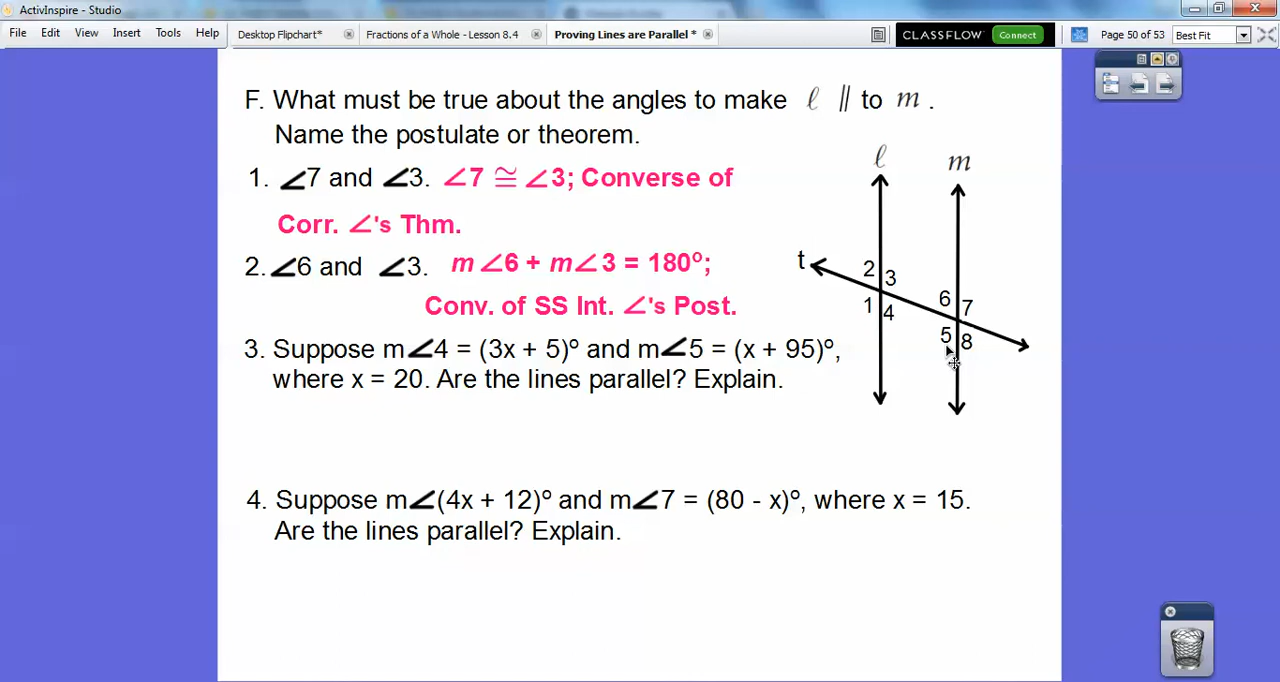 ActivInspire - Studio
File Edit View Insert Tools Help
Desktop Flipchart*
Fractions of a Whole - Lesson 8.4
Proving Lines are Parallel *
CLASSFLOW Connect
Page 50 of 53
Best Fit
F. What must be true about the angles to make ℓ || to m .
Name the postulate or theorem.
1. ∠7 and ∠3. ∠7 ≅ ∠3; Converse of
Corr. ∠'s Thm.
2. ∠6 and ∠3. m∠6 + m∠3 = 180º;
Conv. of SS Int. ∠'s Post.
3. Suppose m∠4 = (3x + 5)º and m∠5 = (x + 95)º,
where x = 20. Are the lines parallel? Explain.
4. Suppose m∠(4x + 12)º and m∠7 = (80 - x)º, where x = 15.
Are the lines parallel? Explain.
ℓ m
t
2 3
1 4
6 7
5 8